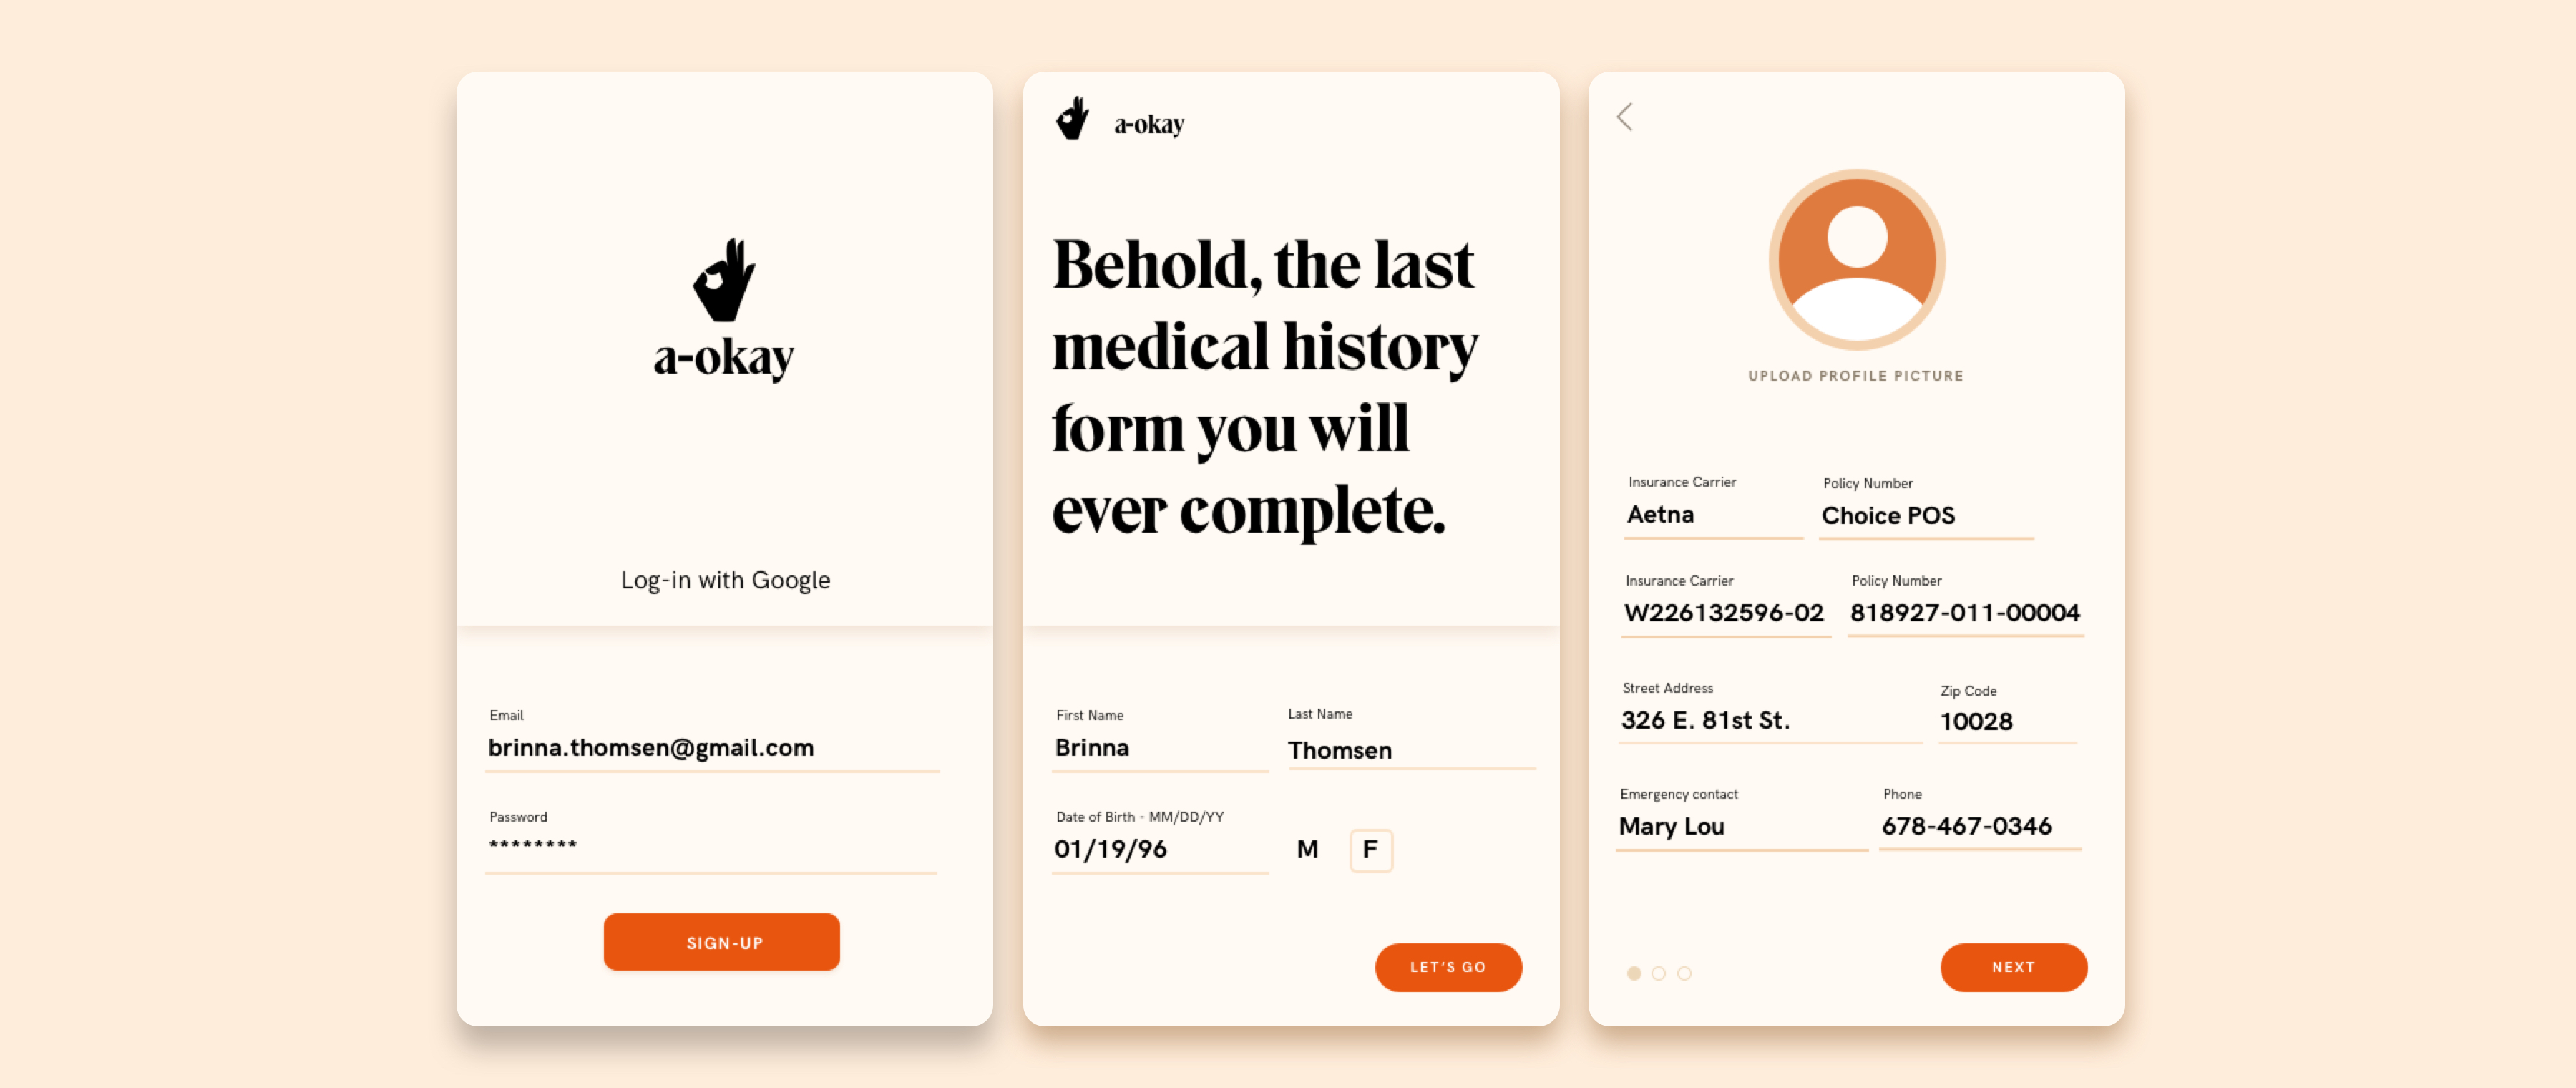 a-okay
Log-in with Google
Email
brinna.thomsen@gmail.com
Password
********
SIGN-UP
a-okay
Behold, the last
medical history
form you will
ever complete.
First Name Last Name
Brinna Thomsen
Date of Birth - MM/DD/YY
01/19/96 M F
LET'S GO
UPLOAD PROFILE PICTURE
Insurance Carrier Policy Number
Aetna Choice POS
Insurance Carrier Policy Number
W226132596-02 818927-011-00004
Street Address Zip Code
326 E. 81st St. 10028
Emergency contact Phone
Mary Lou 678-467-0346
NEXT